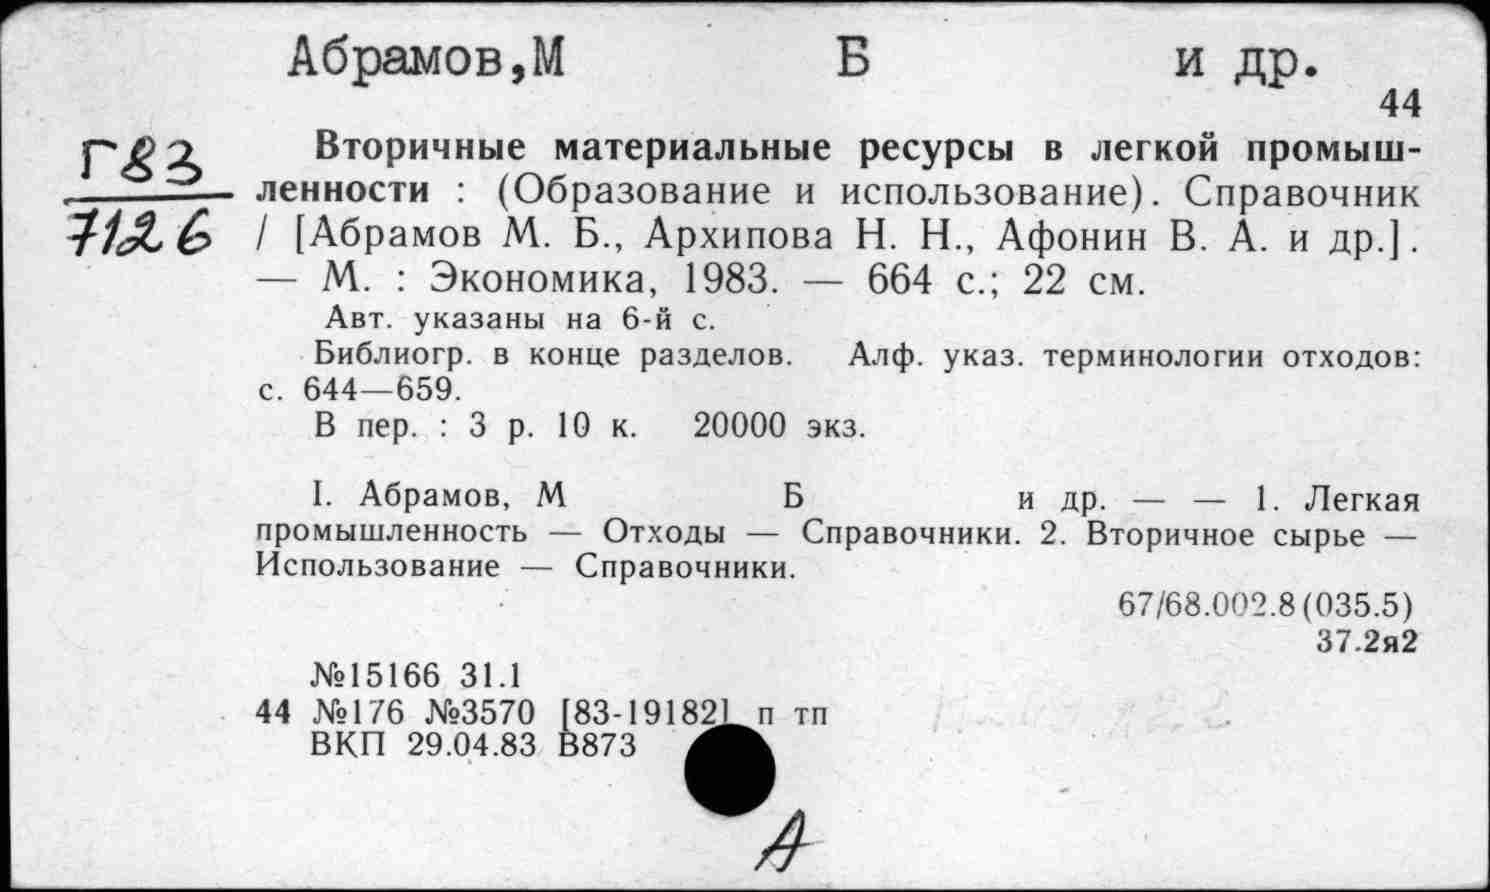 Абрамов,М Б и др.
44
Г83
7126
Вторичные материальные ресурсы в легкой промыш-
ленности : (Образование и использование). Справочник
/ [Абрамов М. Б., Архипова Н. Н., Афонин В. А. и др.].
— М. : Экономика, 1983. — 664 с.; 22 см.
Авт. указаны на 6-й с.
Библиогр. в конце разделов. Алф. указ. терминологии отходов:
с. 644—659.
В пер. : 3 р. 10 к. 20000 экз.
I. Абрамов, М Б и др. — — 1. Легкая
промышленность — Отходы — Справочники. 2. Вторичное сырье —
Использование — Справочники.
67/68.002.8(035.5)
37.2я2
№15166 31.1
44 №176 №3570 [83-19182] п тп
ВКП 29.04.83 В873
А